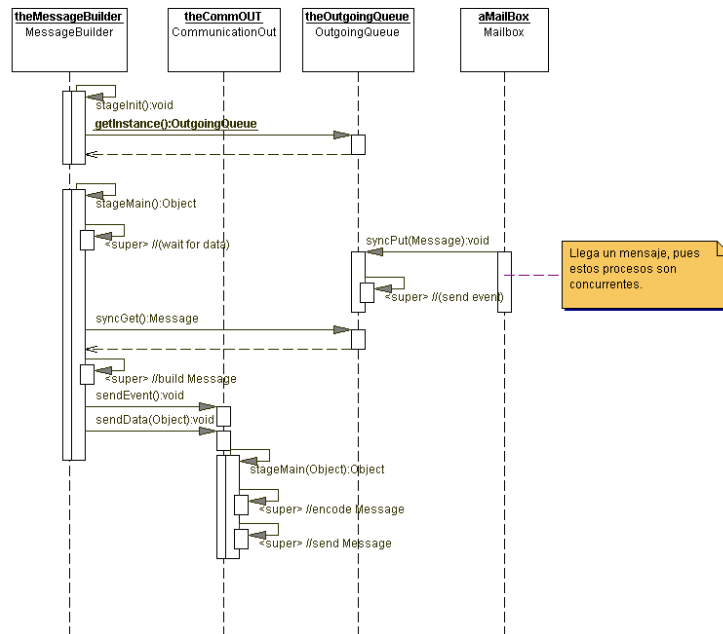 theMessageBuilder
MessageBuilder
theCommOUT
CommunicationOut
theOutgoingQueue
OutgoingQueue
aMailBox
Mailbox
stageInit():void
getInstance():OutgoingQueue
stageMain():Object
<super> //(wait for data)
syncPut(Message):void
Llega un mensaje, pues
estos procesos son
concurrentes.
<super> //(send event)
syncGet():Message
<super> //build Message
sendEvent():void
sendData(Object):void
stageMain(Object):Object
<super> //encode Message
<super> //send Message